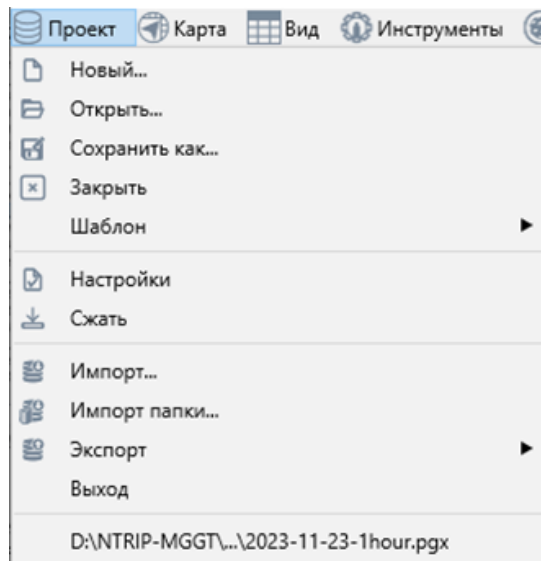 Проект Карта Вид Инструменты
Новый...
Открыть...
Сохранить как...
Закрыть
Шаблон
Настройки
Сжать
Импорт...
Импорт папки...
Экспорт
Выход
D:\NTRIP-MGGT\...\2023-11-23-1hour.pgx